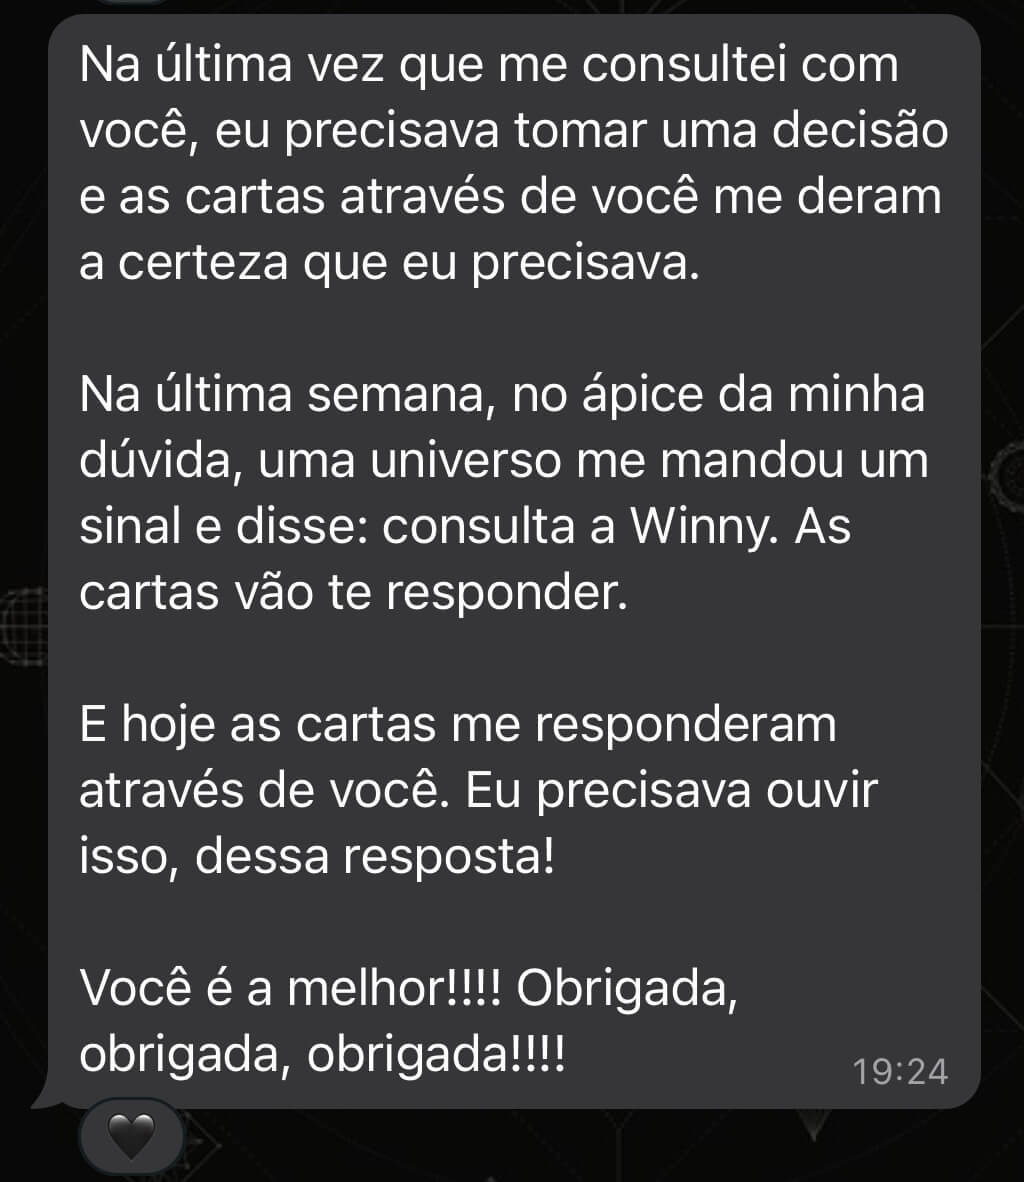 Na última vez que me consultei com
você, eu precisava tomar uma decisão
e as cartas através de você me deram
a certeza que eu precisava.
Na última semana, no ápice da minha
dúvida, uma universo me mandou um
sinal e disse: consulta a Winny. As
cartas vão te responder.
E hoje as cartas me responderam
através de você. Eu precisava ouvir
isso, dessa resposta!
Você é a melhor!!!! Obrigada,
obrigada, obrigada!!!!
19:24